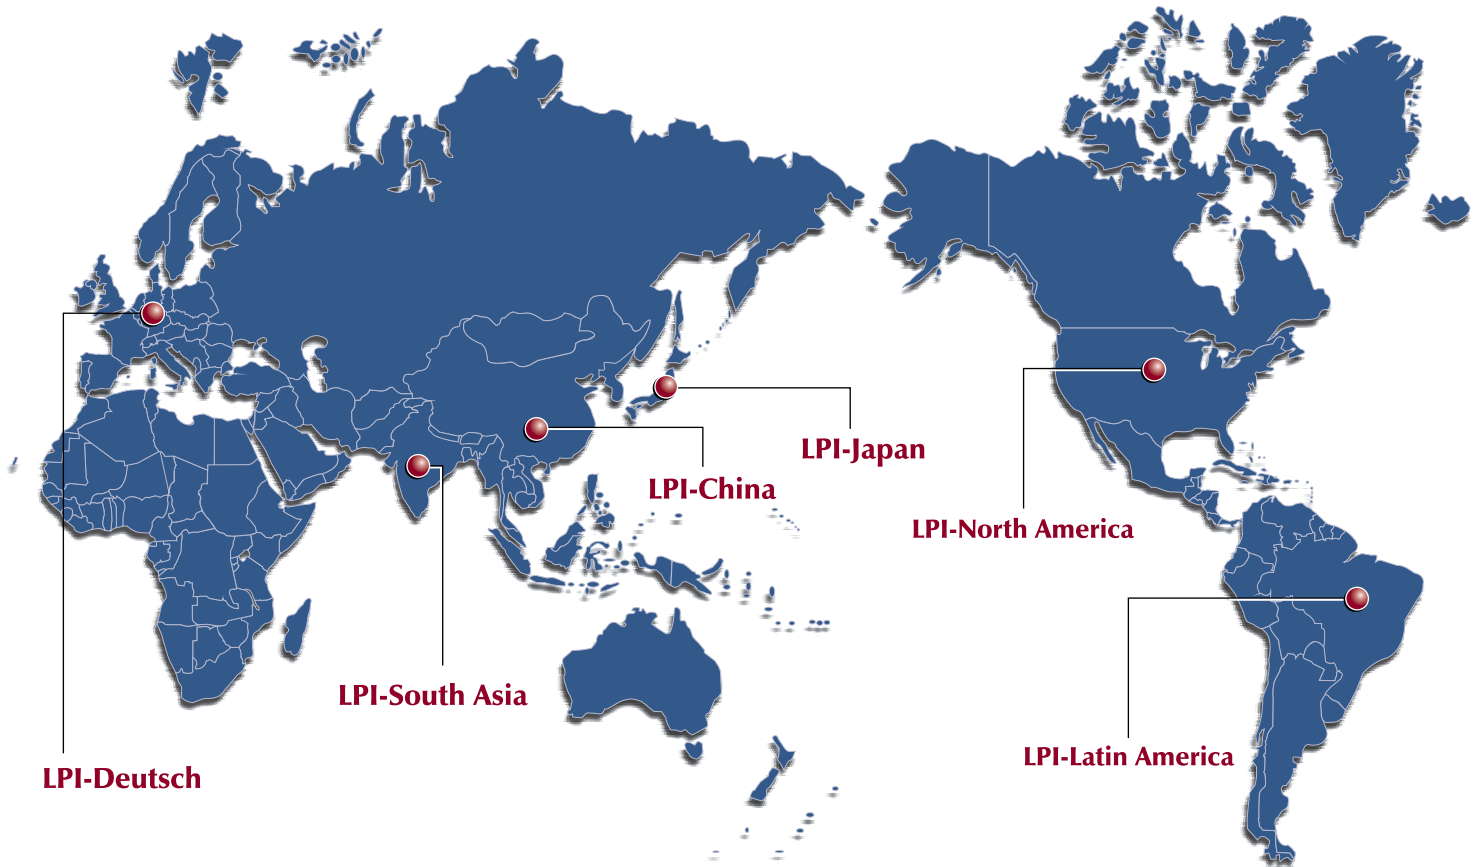 LPI-Japan
LPI-China
LPI-North America
LPI-South Asia
LPI-Latin America
LPI-Deutsch